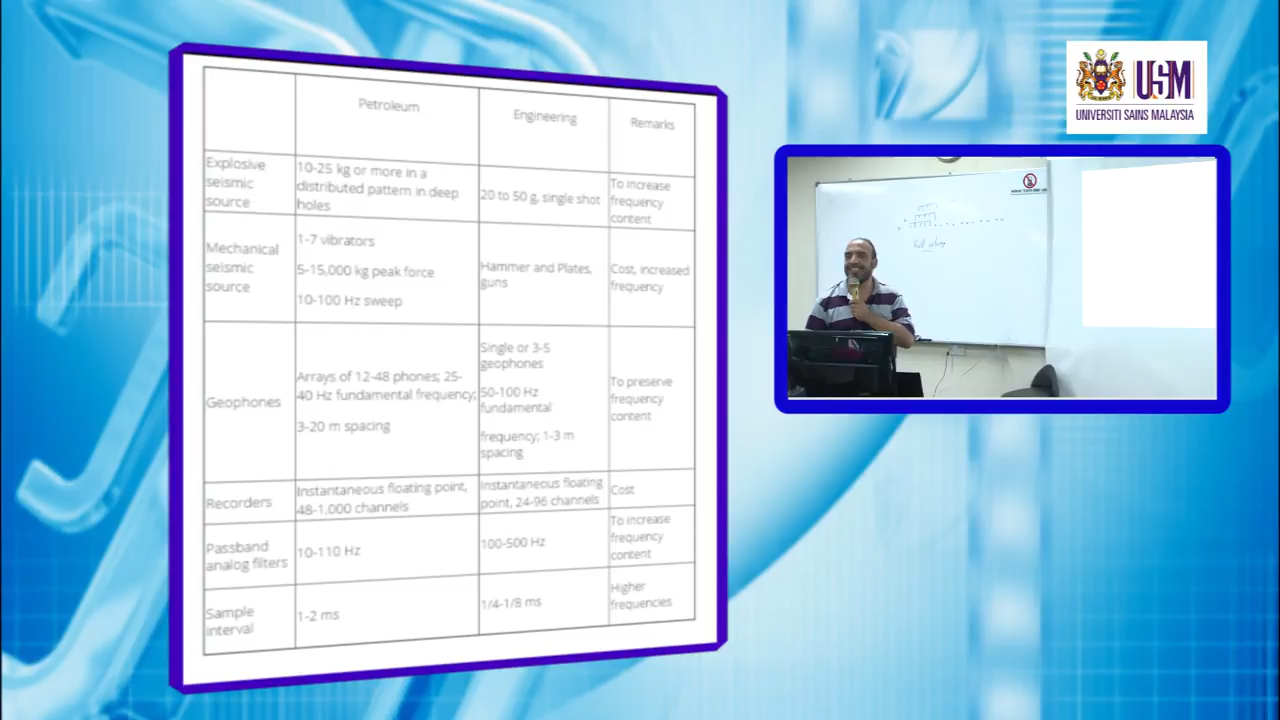 Petroleum
Engineering
Remarks
Explosive
seismic
source
10-25 kg or more in a
distributed pattern in deep
holes
20 to 50 g, single shot
To increase
frequency
content
Mechanical
seismic
source
1-7 vibrators
5-15,000 kg peak force
10-100 Hz sweep
Hammer and Plates,
guns
Cost, increased
frequency
Geophones
Arrays of 12-48 phones; 25-
40 Hz fundamental frequency;
3-20 m spacing
Single or 3-5
geophones
50-100 Hz
fundamental
frequency; 1-3 m
spacing
To preserve
frequency
content
Recorders
Instantaneous floating point,
48-1,000 channels
Instantaneous floating
point, 24-96 channels
Cost
Passband
analog filters
10-110 Hz
100-500 Hz
To increase
frequency
content
Sample
interval
1-2 ms
1/4-1/8 ms
Higher
frequencies
USM
UNIVERSITI SAINS MALAYSIA